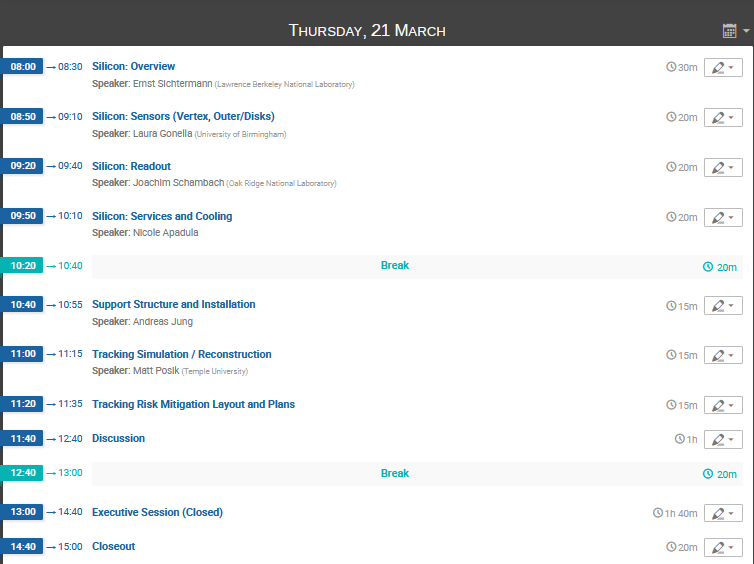 THURSDAY, 21 MARCH
08:00 → 08:30 Silicon: Overview 30m
Speaker: Ernst Sichtermann (Lawrence Berkeley National Laboratory)
08:50 → 09:10 Silicon: Sensors (Vertex, Outer/Disks) 20m
Speaker: Laura Gonella (University of Birmingham)
09:20 → 09:40 Silicon: Readout 20m
Speaker: Joachim Schambach (Oak Ridge National Laboratory)
09:50 → 10:10 Silicon: Services and Cooling 20m
Speaker: Nicole Apadula
10:20 → 10:40 Break 20m
10:40 → 10:55 Support Structure and Installation 15m
Speaker: Andreas Jung
11:00 → 11:15 Tracking Simulation / Reconstruction 15m
Speaker: Matt Posik (Temple University)
11:20 → 11:35 Tracking Risk Mitigation Layout and Plans 15m
11:40 → 12:40 Discussion 1h
12:40 → 13:00 Break 20m
13:00 → 14:40 Executive Session (Closed) 1h 40m
14:40 → 15:00 Closeout 20m